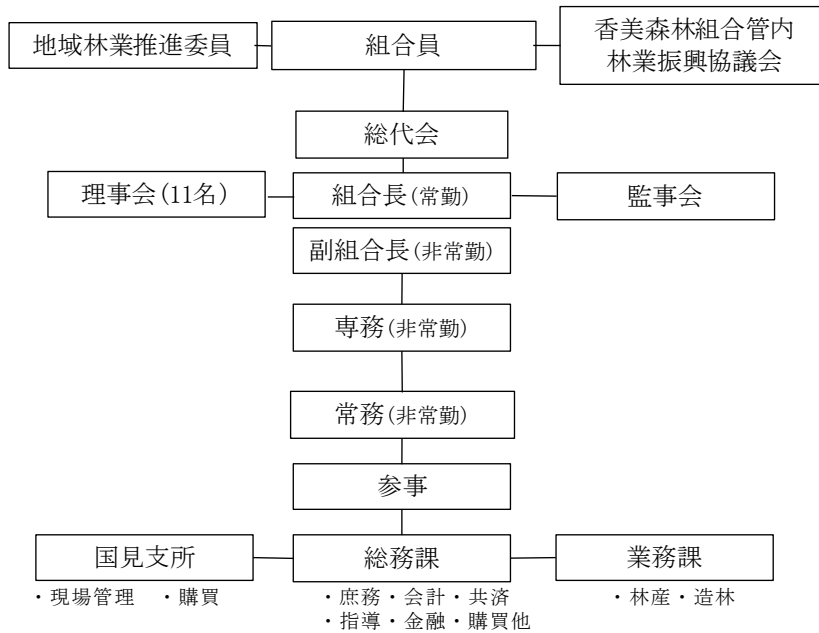 地域林業推進委員
組合員
香美森林組合管内
林業振興協議会
総代会
理事会(11名)
組合長(常勤)
監事会
副組合長(非常勤)
専務(非常勤)
常務(非常勤)
参事
国見支所
総務課
業務課
・現場管理 ・購買
・庶務・会計・共済
・林産・造林
・指導・金融・購買他